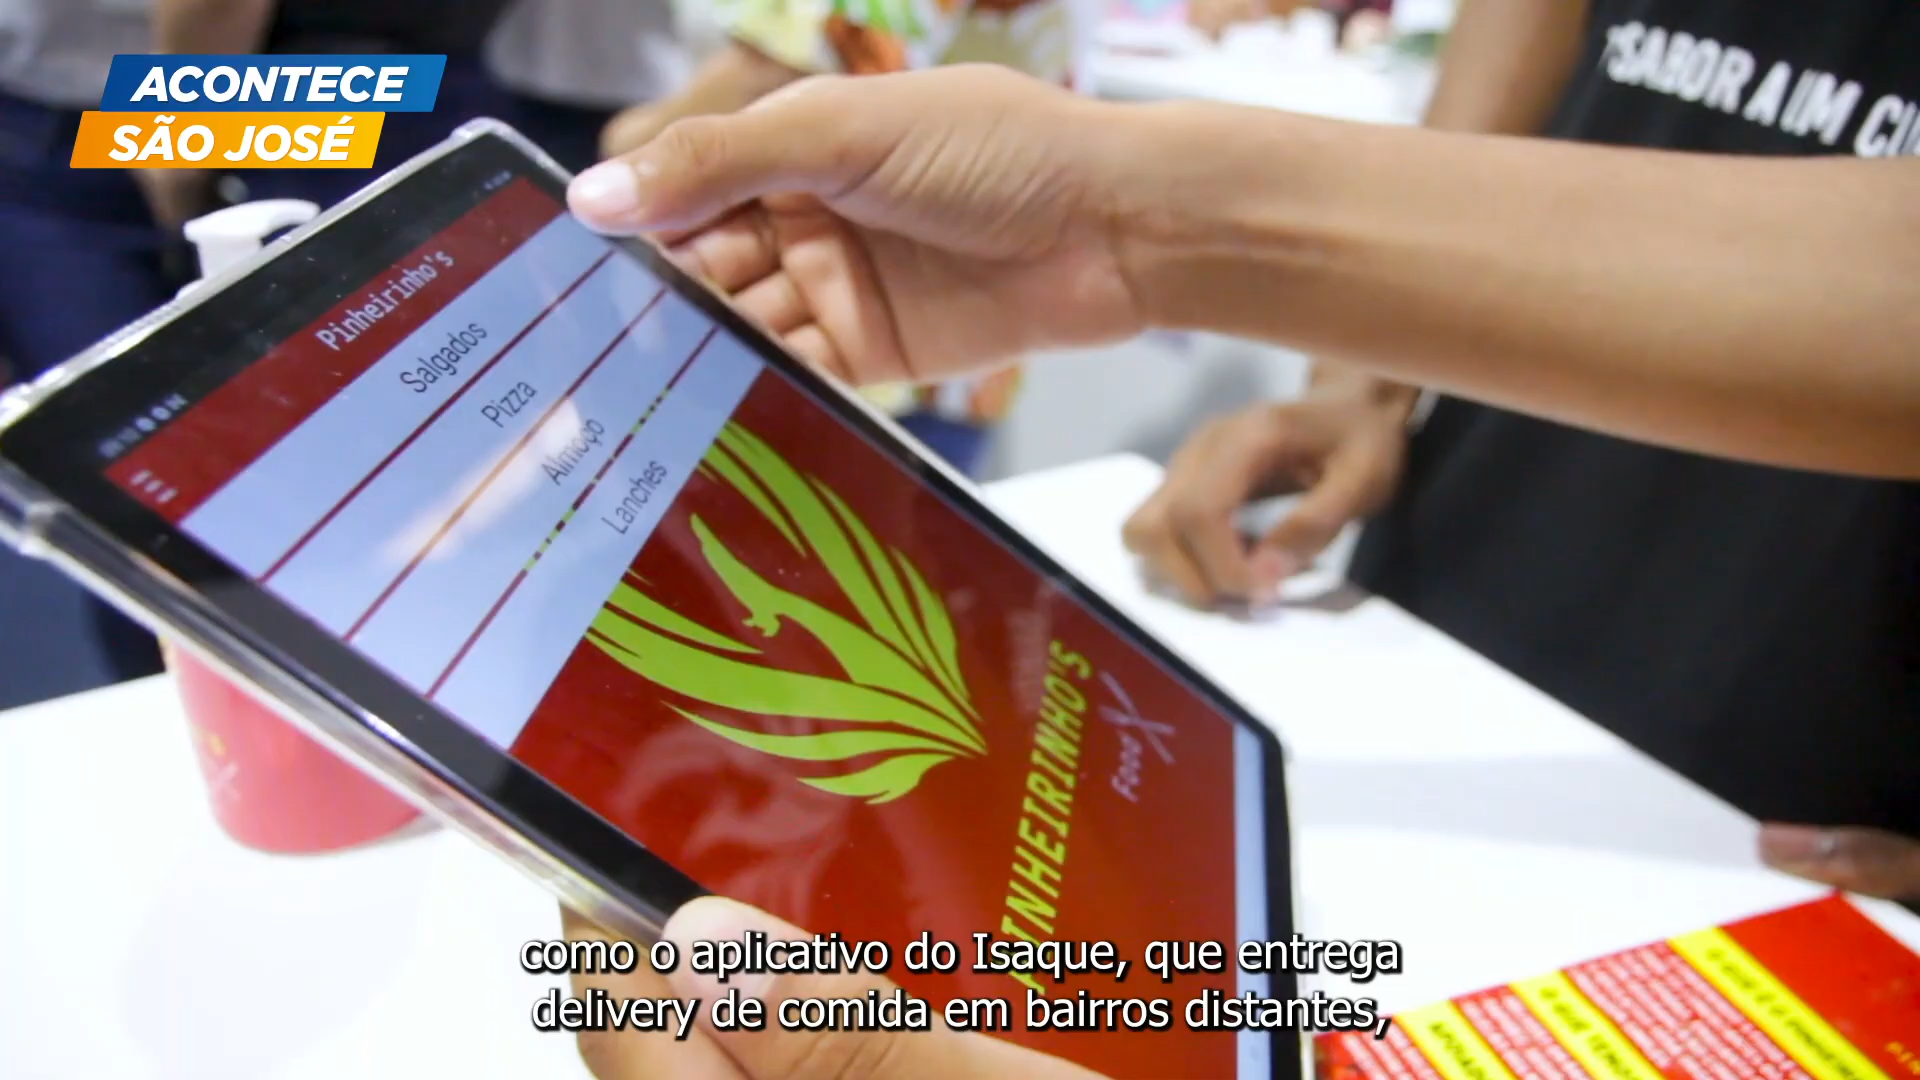 ACONTECE
SÃO JOSÉ
SABOR A UM
Pinheirinho's
Salgados
Pizza
Almoço
Lanches
PINHEIRINHO'S
Food X
como o aplicativo do Isaque, que entrega
delivery de comida em bairros distantes,